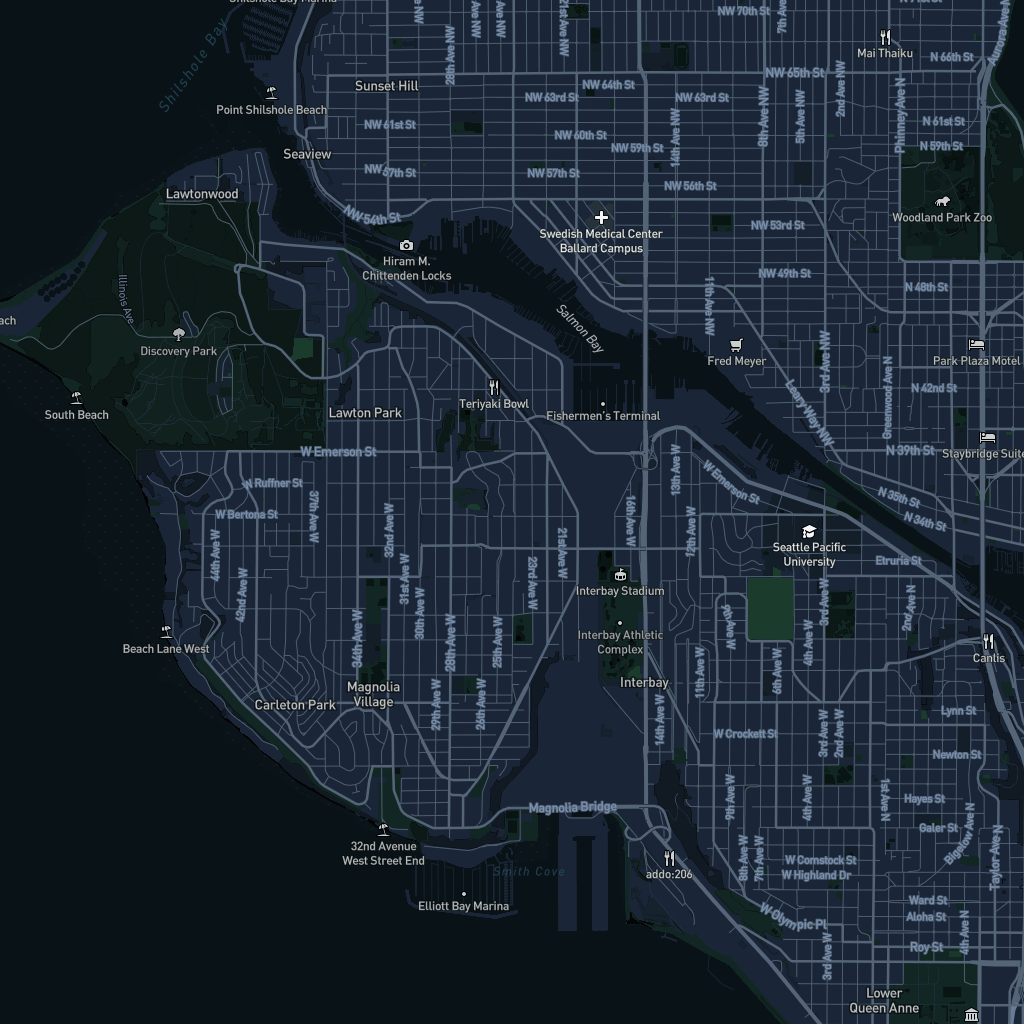 NW 70th St
7th Ave NW
Aurora Ave N
28th Ave NW
21st Ave NW
Shilshole Bay
Mai Thaiku
N 66th St
NW 65th St
Sunset Hill
NW 64th St
NW 63rd St
NW 63rd St
2nd Ave NW
Point Shilshole Beach
8th Ave NW
5th Ave NW
Phinney Ave N
NW 61st St
N 61st St
NW 60th St
14th Ave NW
NW 59th St
N 59th St
Seaview
NW 57th St
NW 57th St
NW 56th St
Lawtonwood
Woodland Park Zoo
NW 54th St
NW 53rd St
Swedish Medical Center
Ballard Campus
Hiram M.
Chittenden Locks
NW 49th St
Illinois Ave
11th Ave NW
N 48th St
Salmon Bay
Discovery Park
Fred Meyer
3rd Ave NW
Park Plaza Motel
Greenwood Ave N
N 42nd St
Leary Way NW
Teriyaki Bowl
South Beach
Lawton Park
Fishermen's Terminal
W Emerson St
N 39th St
Staybridge Suite
13th Ave W
W Emerson St
N Ruffner St
37th Ave W
N 35th St
W Bertona St
16th Ave W
N 34th St
32nd Ave W
12th Ave W
44th Ave W
21st Ave W
Seattle Pacific
University
Etruria St
42nd Ave W
31st Ave W
23rd Ave W
Interbay Stadium
3rd Ave W
2nd Ave N
30th Ave W
34th Ave W
28th Ave W
25th Ave W
9th Ave W
4th Ave W
Interbay Athletic
Complex
Beach Lane West
Canlis
11th Ave W
6th Ave W
Interbay
Magnolia
Village
29th Ave W
26th Ave W
14th Ave W
Carleton Park
Lynn St
W Crockett St
3rd Ave W
2nd Ave W
Newton St
9th Ave W
4th Ave W
1st Ave N
Hayes St
Magnolia Bridge
Galer St
Bigelow Ave N
Taylor Ave N
32nd Avenue
West Street End
8th Ave W
7th Ave W
W Comstock St
Smith Cove
addo:206
W Highland Dr
Elliott Bay Marina
Ward St
W Olympic Pl
Aloha St
4th Ave N
Roy St
3rd Ave W
Lower
Queen Anne